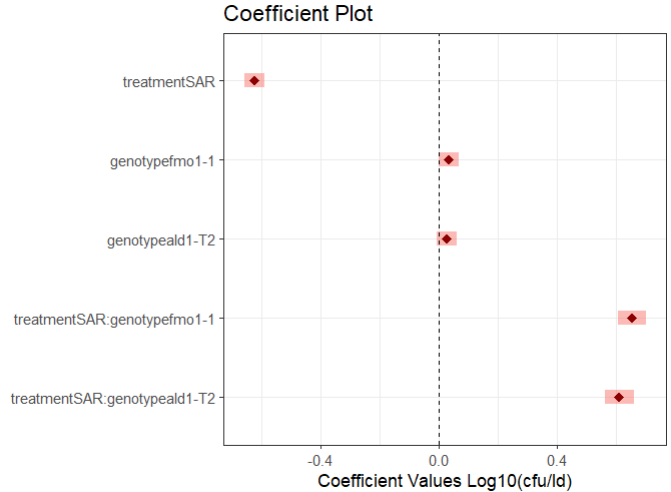 Coefficient Plot
treatmentSAR
genotypefmo1-1
genotypeald1-T2
treatmentSAR:genotypefmo1-1
treatmentSAR:genotypeald1-T2
-0.4 0.0 0.4
Coefficient Values Log10(cfu/ld)